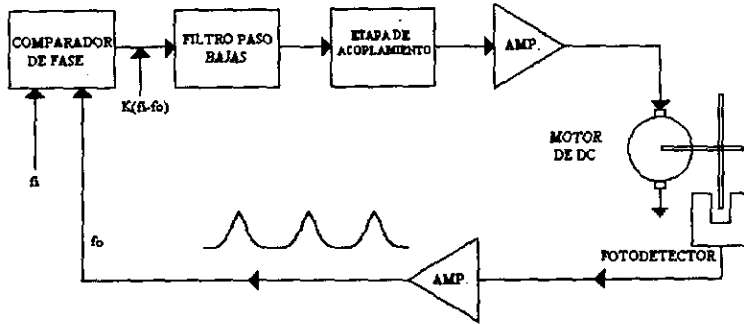 COMPARADOR
DE FASE
FILTRO PASO
BAJAS
ETAPA DE
ACOPLAMIENTO
AMP.
K(fi-fo)
fi
MOTOR
DE DC
fo
FOTODETECTOR
AMP.